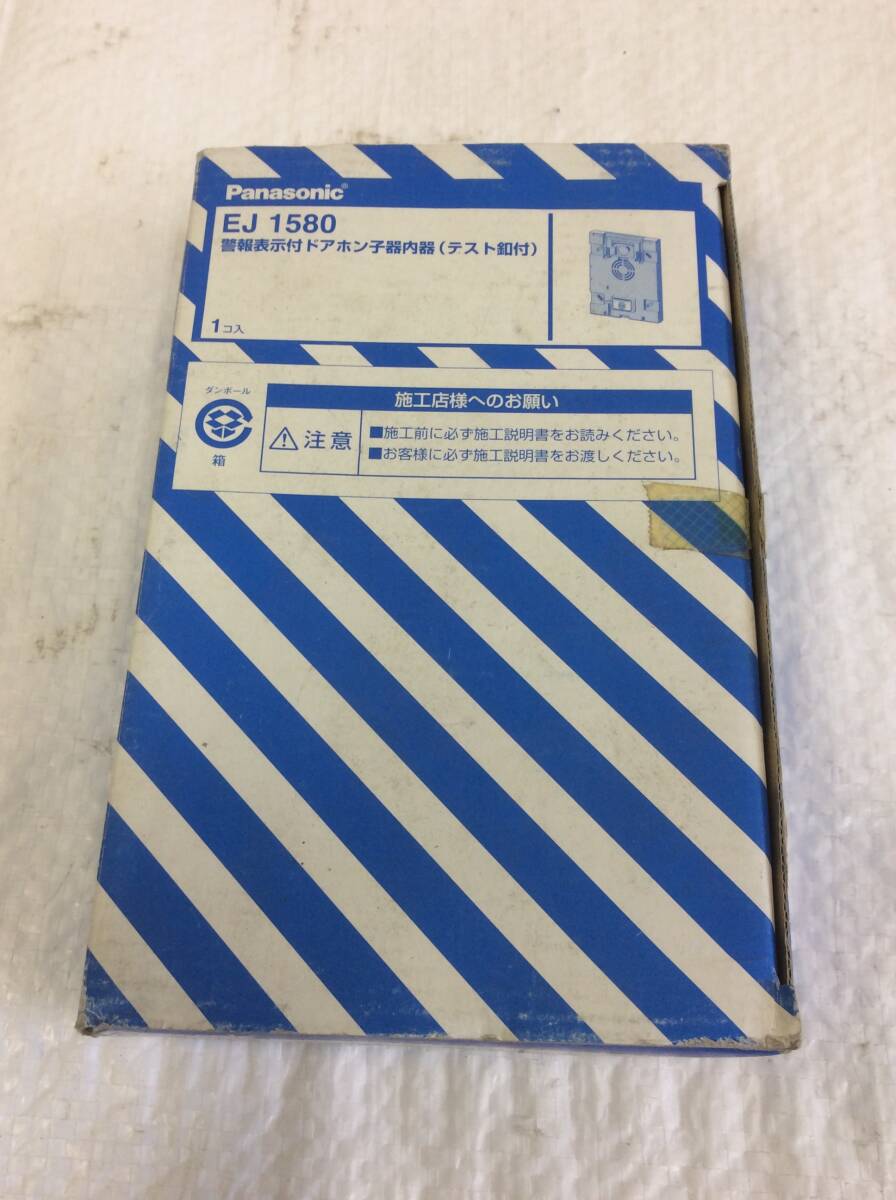 Panasonic®
EJ 1580
警報表示付ドアホン子器内器(テスト釦付)
1コ入
ダンボール
箱
施工店様へのお願い
注意
■施工前に必ず施工説明書をお読みください。
■お客様に必ず施工説明書をお渡しください。